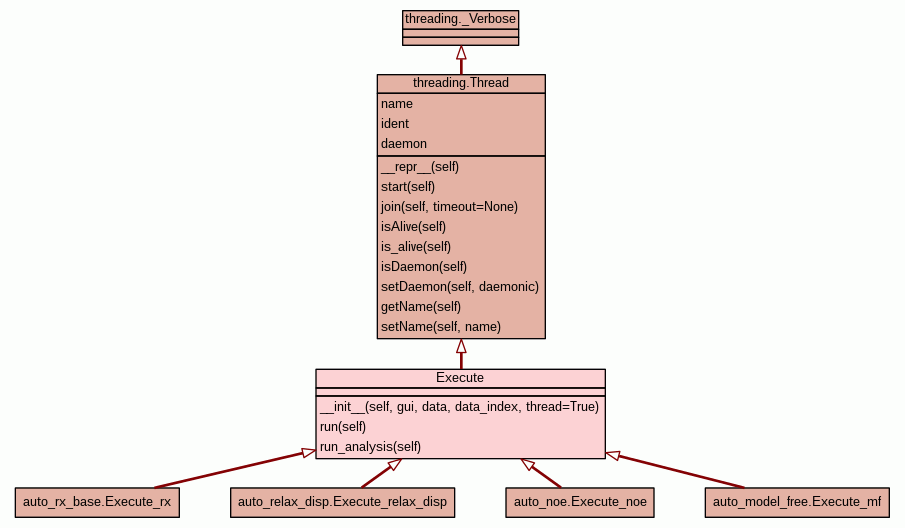 threading._Verbose
threading.Thread
name
ident
daemon
__repr__(self)
start(self)
join(self, timeout=None)
isAlive(self)
is_alive(self)
isDaemon(self)
setDaemon(self, daemonic)
getName(self)
setName(self, name)
Execute
__init__(self, gui, data, data_index, thread=True)
run(self)
run_analysis(self)
auto_rx_base.Execute_rx
auto_relax_disp.Execute_relax_disp
auto_noe.Execute_noe
auto_model_free.Execute_mf